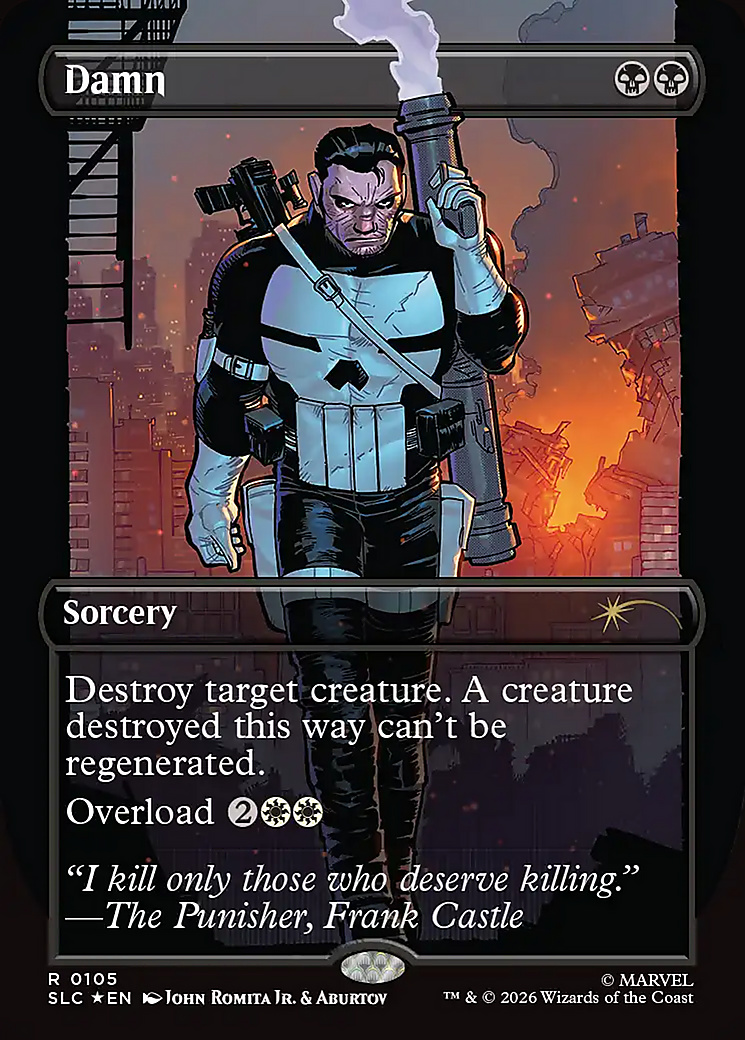 Damn
Sorcery
Destroy target creature. A creature
destroyed this way can't be
regenerated.
Overload 2
“I kill only those who deserve killing.”
—The Punisher, Frank Castle
R 0105
© MARVEL
SLC ★ EN John Romita Jr. & Aburtov
™ & © 2026 Wizards of the Coast